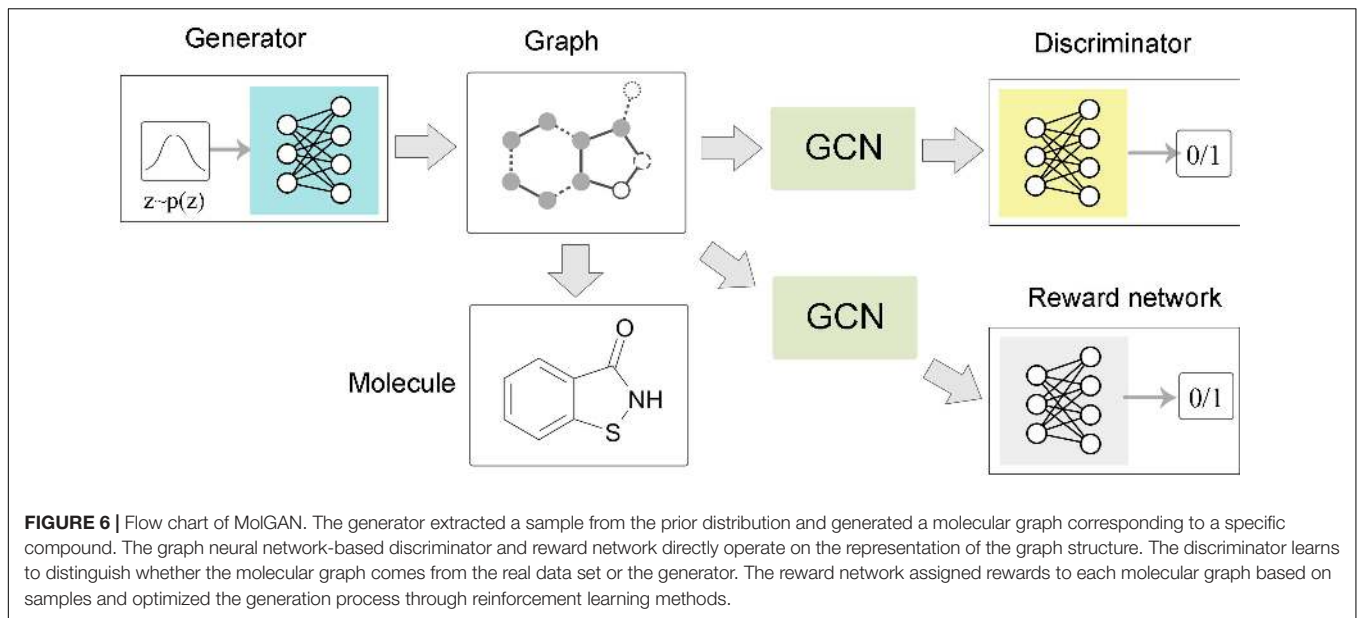 Generator
Graph
Discriminator
z~p(z)
GCN
0/1
GCN
Reward network
0/1
Molecule
O
NH
S
FIGURE 6 | Flow chart of MolGAN. The generator extracted a sample from the prior distribution and generated a molecular graph corresponding to a specific
compound. The graph neural network-based discriminator and reward network directly operate on the representation of the graph structure. The discriminator learns
to distinguish whether the molecular graph comes from the real data set or the generator. The reward network assigned rewards to each molecular graph based on
samples and optimized the generation process through reinforcement learning methods.